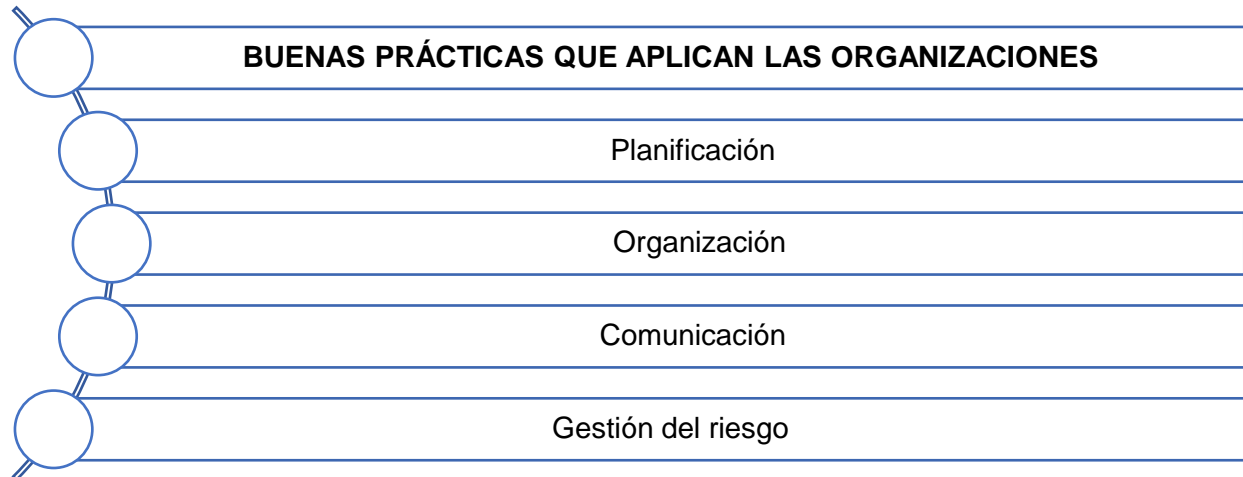 BUENAS PRÁCTICAS QUE APLICAN LAS ORGANIZACIONES
Planificación
Organización
Comunicación
Gestión del riesgo